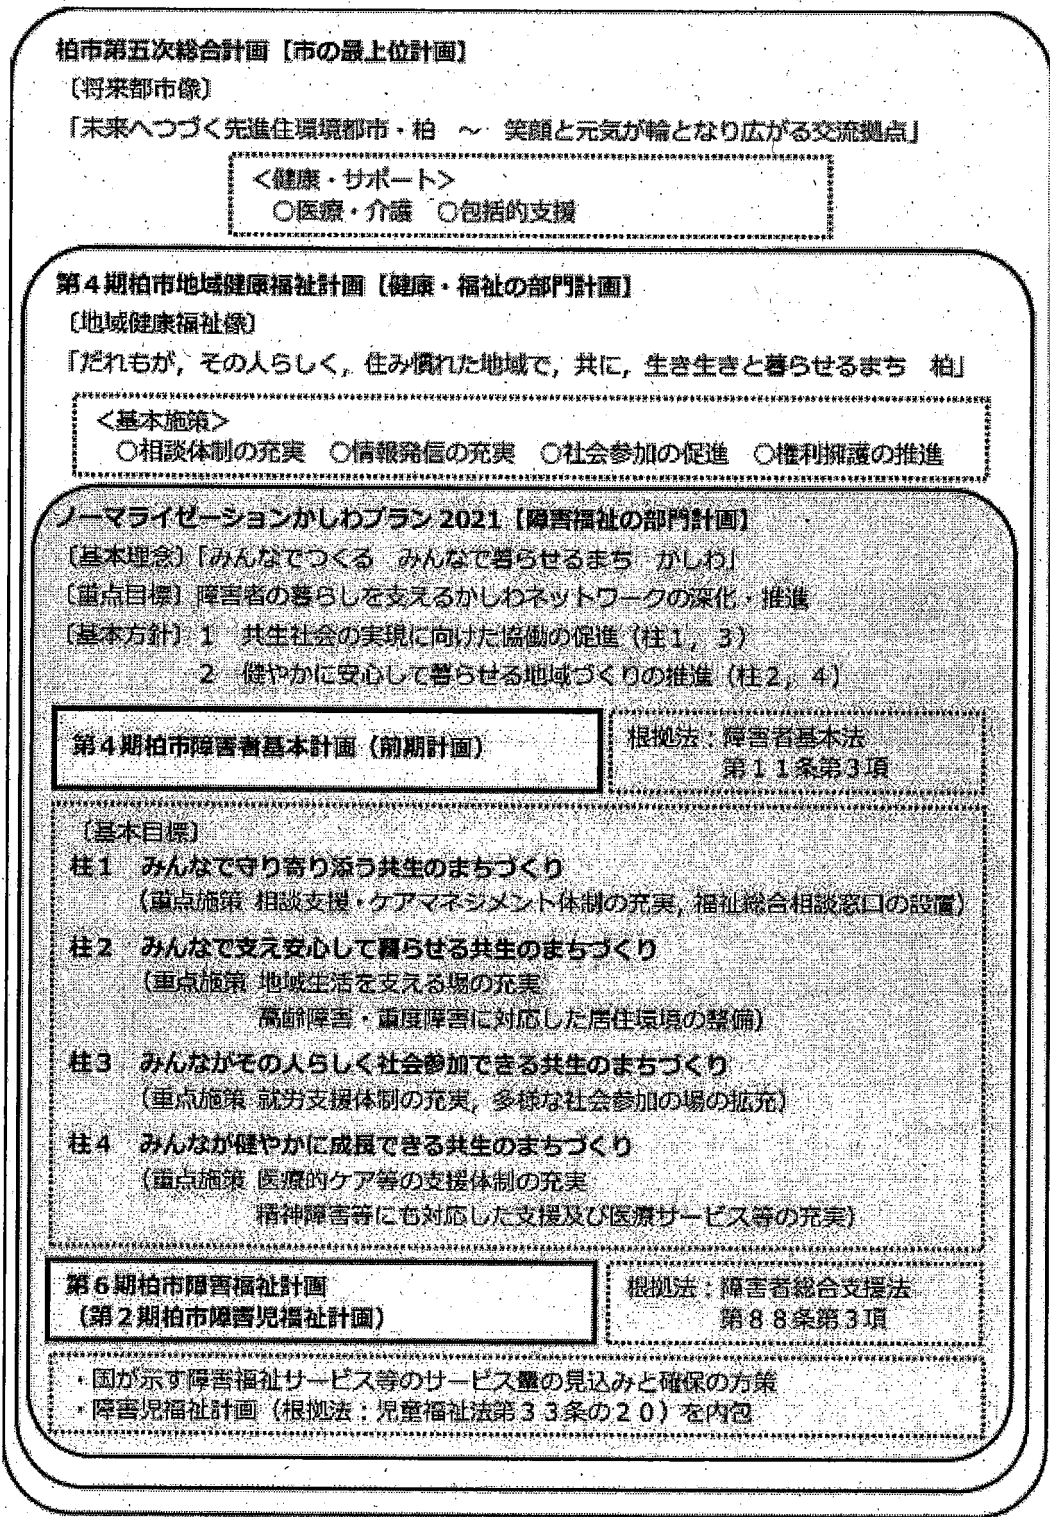 柏市第五次総合計画【市の最上位計画】
〔将来都市像〕
「未来へつづく先進住環境都市・柏　～　笑顔と元気が輪となり広がる交流拠点」
＜健康・サポート＞
○医療・介護　○包括的支援
第４期柏市地域健康福祉計画【健康・福祉の部門計画】
〔地域健康福祉像〕
「だれもが，その人らしく，住み慣れた地域で，共に，生き生きと暮らせるまち　柏」
＜基本施策＞
○相談体制の充実　○情報発信の充実　○社会参加の促進　○権利擁護の推進
ノーマライゼーションかしわプラン2021【障害福祉の部門計画】
〔基本理念〕「みんなでつくる　みんなで暮らせるまち　かしわ」
〔重点目標〕障害者の暮らしを支えるかしわネットワークの深化・推進
〔基本方針〕１　共生社会の実現に向けた協働の促進（柱１，３）
２　健やかに安心して暮らせる地域づくりの推進（柱２，４）
第４期柏市障害者基本計画（前期計画）
根拠法：障害者基本法
第１１条第３項
〔基本目標〕
柱１　みんなで守り寄り添う共生のまちづくり
（重点施策 相談支援・ケアマネジメント体制の充実，福祉総合相談窓口の設置）
柱２　みんなで支え安心して暮らせる共生のまちづくり
（重点施策 地域生活を支える場の充実
高齢障害・重度障害に対応した居住環境の整備）
柱３　みんながその人らしく社会参加できる共生のまちづくり
（重点施策 就労支援体制の充実，多様な社会参加の場の拡充）
柱４　みんなが健やかに成長できる共生のまちづくり
（重点施策 医療的ケア等の支援体制の充実
精神障害等にも対応した支援及び医療サービス等の充実）
第６期柏市障害福祉計画
（第２期柏市障害児福祉計画）
根拠法：障害者総合支援法
第８８条第３項
・国が示す障害福祉サービス等のサービス量の見込みと確保の方策
・障害児福祉計画（根拠法：児童福祉法第３３条の２０）を内包